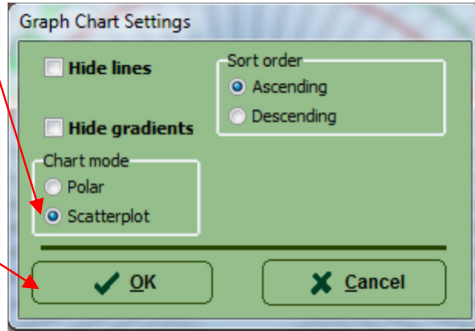 Graph Chart Settings
Hide lines
Hide gradients
Sort order
Ascending
Descending
Chart mode
Polar
Scatterplot
OK
Cancel